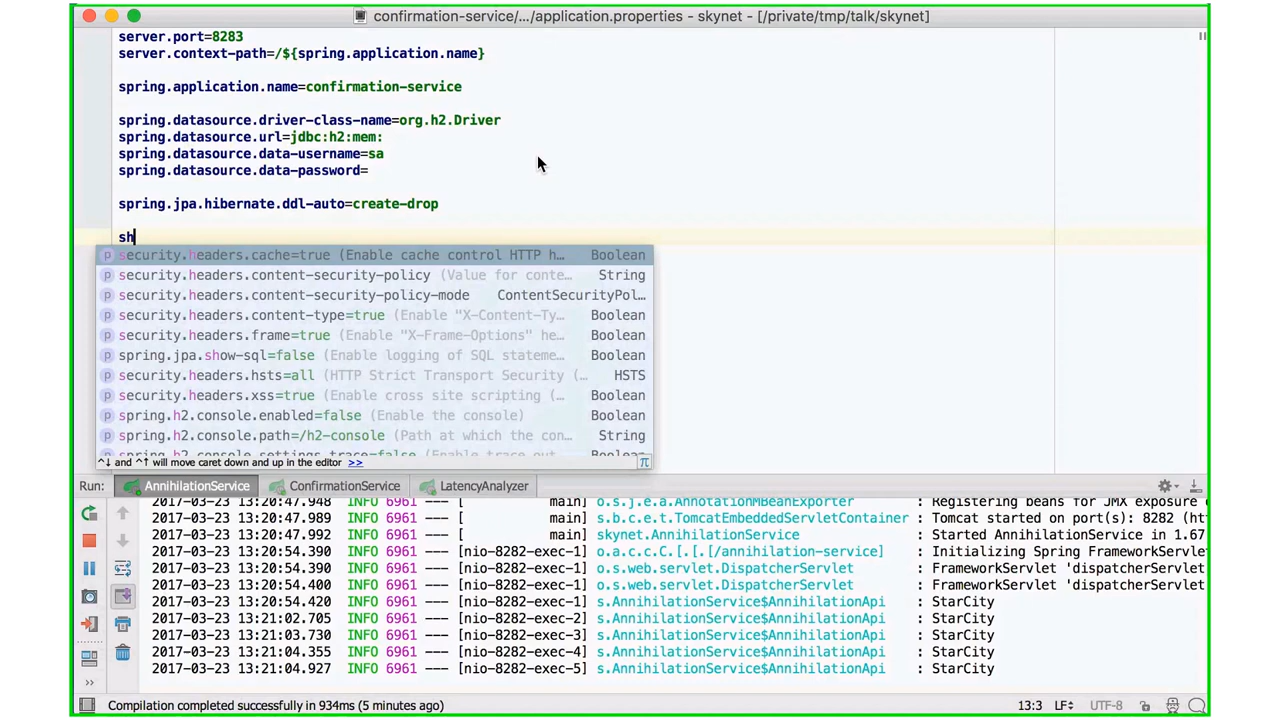 confirmation-service/.../application.properties - skynet - [/private/tmp/talk/skynet]
server.port=8283
server.context-path=/${spring.application.name}
spring.application.name=confirmation-service
spring.datasource.driver-class-name=org.h2.Driver
spring.datasource.url=jdbc:h2:mem:
spring.datasource.data-username=sa
spring.datasource.data-password=
spring.jpa.hibernate.ddl-auto=create-drop
sh
p security.headers.cache=true (Enable cache control HTTP h… Boolean
p security.headers.content-security-policy (Value for conte… String
p security.headers.content-security-policy-mode ContentSecurityPol…
p security.headers.content-type=true (Enable "X-Content-Ty… Boolean
p security.headers.frame=true (Enable "X-Frame-Options" he… Boolean
p spring.jpa.show-sql=false (Enable logging of SQL stateme… Boolean
p security.headers.hsts=all (HTTP Strict Transport Security (… HSTS
p security.headers.xss=true (Enable cross site scripting (… Boolean
p spring.h2.console.enabled=false (Enable the console) Boolean
p spring.h2.console.path=/h2-console (Path at which the con… String
p spring.h2.console.settings.trace=false (Enable trace out… Boolean
^↓ and ^↑ will move caret down and up in the editor >> π
Run: AnnihilationService ConfirmationService LatencyAnalyzer
2017-03-23 13:20:47.948 INFO 6961 --- [ main] o.s.j.e.a.AnnotationMBeanExporter : Registering beans for JMX exposure o
2017-03-23 13:20:47.989 INFO 6961 --- [ main] s.b.c.e.t.TomcatEmbeddedServletContainer : Tomcat started on port(s): 8282 (ht
2017-03-23 13:20:47.992 INFO 6961 --- [ main] skynet.AnnihilationService : Started AnnihilationService in 1.67
2017-03-23 13:20:54.390 INFO 6961 --- [nio-8282-exec-1] o.a.c.c.C.[.[.[/annihilation-service] : Initializing Spring FrameworkServle
2017-03-23 13:20:54.390 INFO 6961 --- [nio-8282-exec-1] o.s.web.servlet.DispatcherServlet : FrameworkServlet 'dispatcherServlet
2017-03-23 13:20:54.400 INFO 6961 --- [nio-8282-exec-1] o.s.web.servlet.DispatcherServlet : FrameworkServlet 'dispatcherServlet
2017-03-23 13:20:54.420 INFO 6961 --- [nio-8282-exec-1] s.AnnihilationService$AnnihilationApi : StarCity
2017-03-23 13:21:02.705 INFO 6961 --- [nio-8282-exec-2] s.AnnihilationService$AnnihilationApi : StarCity
2017-03-23 13:21:03.730 INFO 6961 --- [nio-8282-exec-3] s.AnnihilationService$AnnihilationApi : StarCity
2017-03-23 13:21:04.355 INFO 6961 --- [nio-8282-exec-4] s.AnnihilationService$AnnihilationApi : StarCity
2017-03-23 13:21:04.927 INFO 6961 --- [nio-8282-exec-5] s.AnnihilationService$AnnihilationApi : StarCity
>>
Compilation completed successfully in 934ms (5 minutes ago) 13:3 LF÷ UTF-8